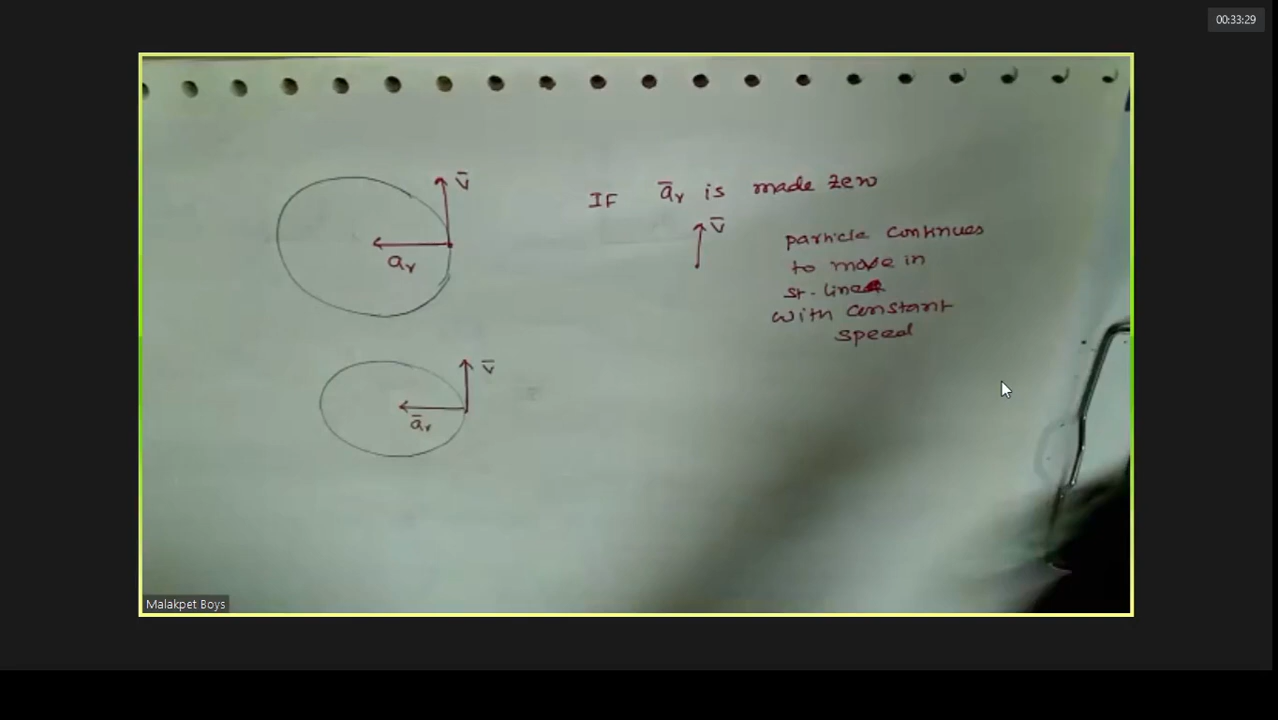 00:33:29
v̄
aᵣ
IF āᵣ is made zero
v̄
particle continues
to move in
st. line
with constant
speed
v̄
āᵣ
Malakpet Boys